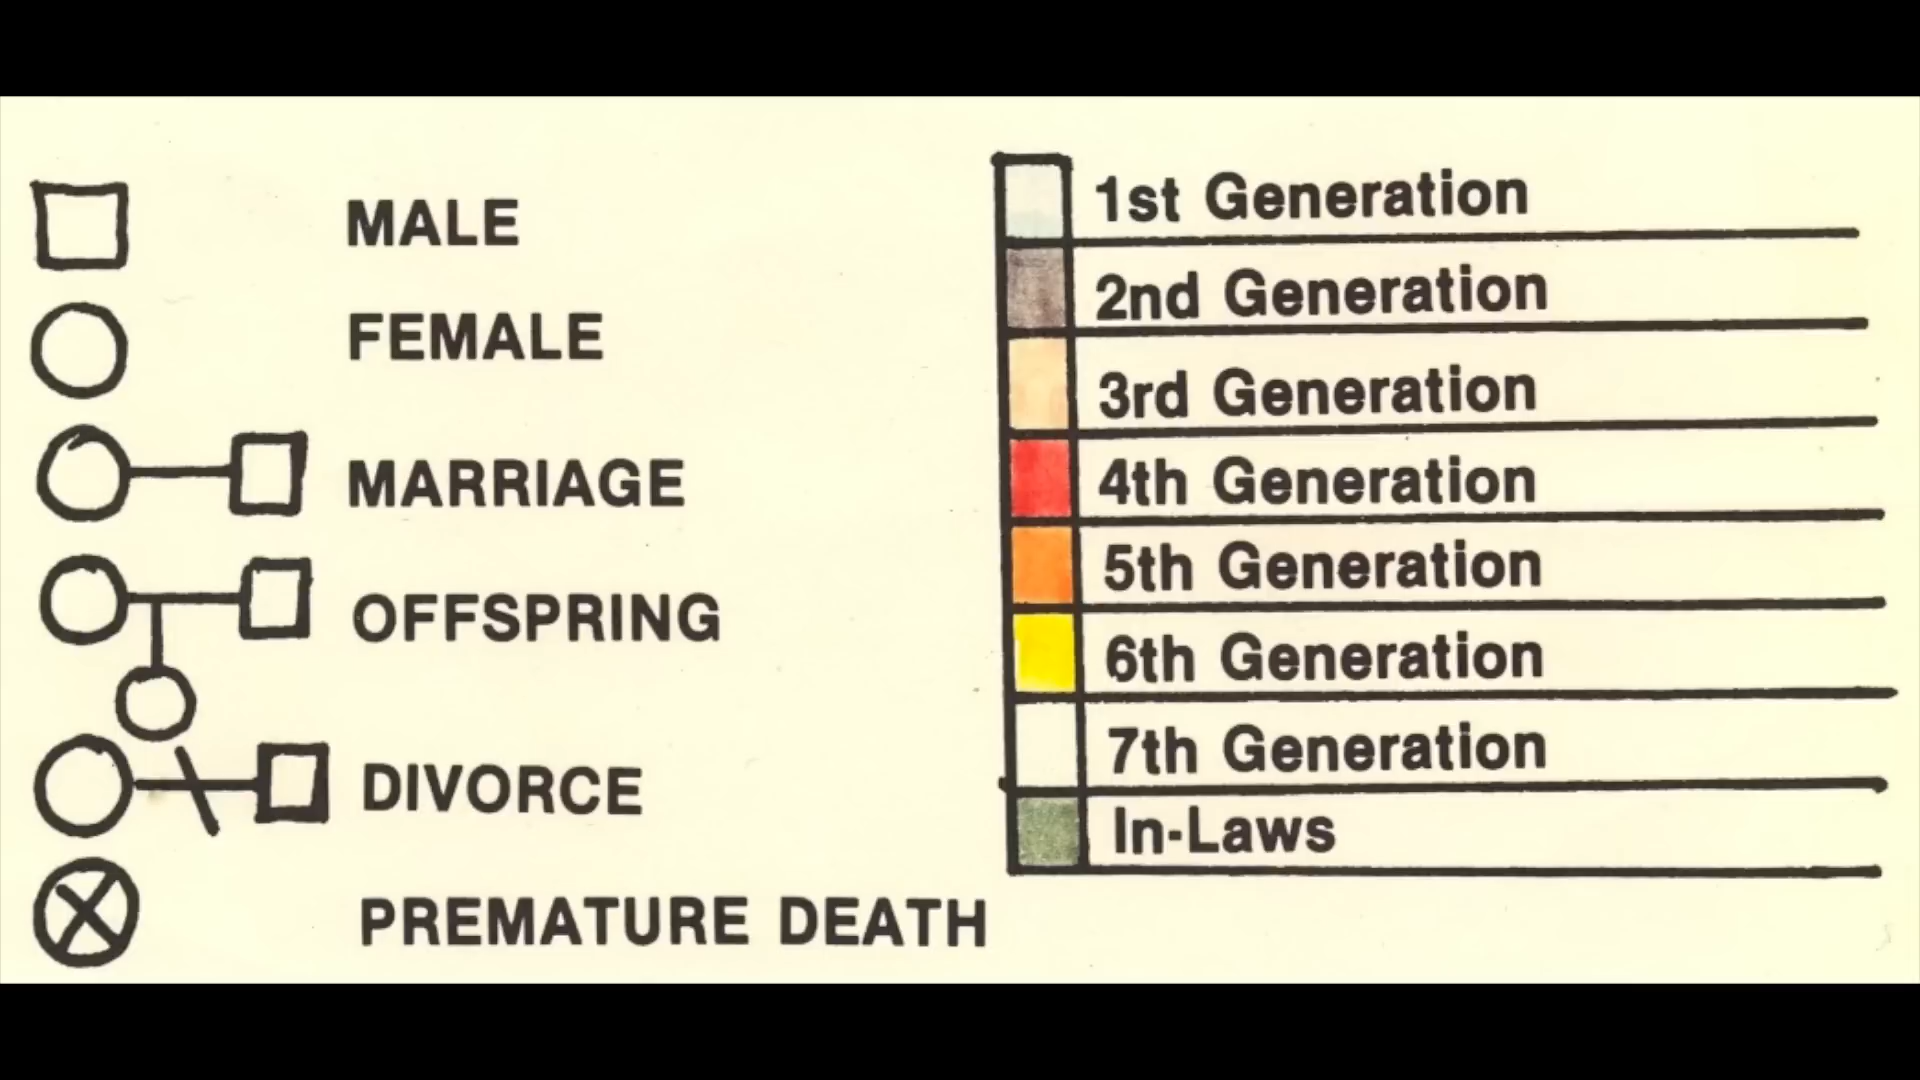 MALE
FEMALE
MARRIAGE
OFFSPRING
DIVORCE
PREMATURE DEATH
1st Generation
2nd Generation
3rd Generation
4th Generation
5th Generation
6th Generation
7th Generation
In-Laws